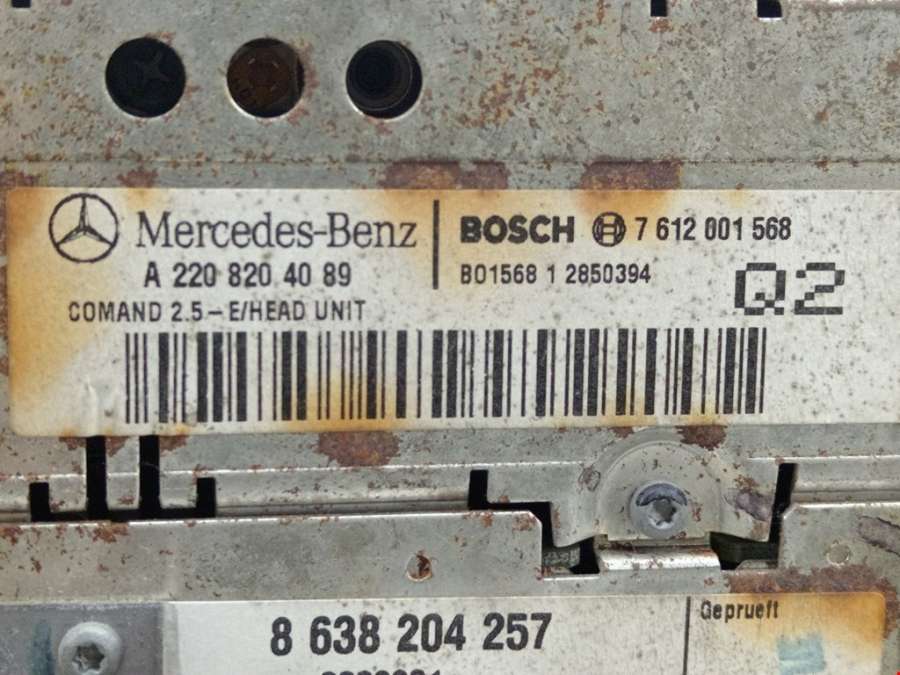 Mercedes-Benz
A 220 820 40 89
COMAND 2.5-E/HEAD UNIT
BOSCH 7 612 001 568
BO1568 1 2850394
Q2
8 638 204 257
Geprueft